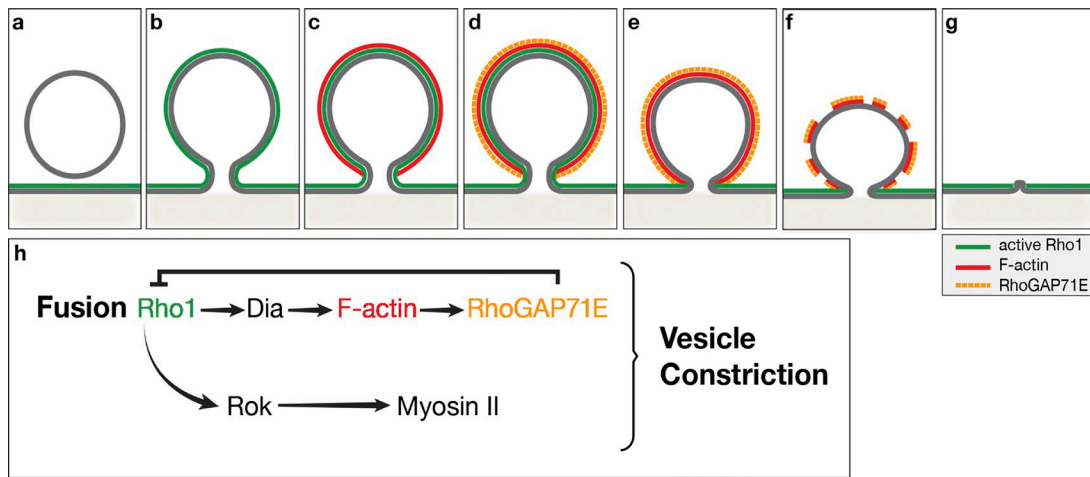 a
b
c
d
e
f
g
active Rho1
F-actin
RhoGAP71E
h
Fusion Rho1 Dia F-actin RhoGAP71E
Rok Myosin II
Vesicle
Constriction